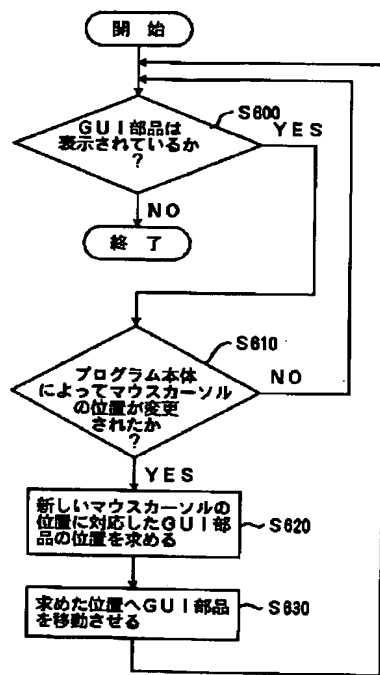 開 始
GUI部品は
表示されているか
?
S600
YES
NO
終 了
S610
プログラム本体
によってマウスカーソル
の位置が変更
されたか
?
NO
YES
新しいマウスカーソルの
位置に対応したGUI部
品の位置を求める
S620
求めた位置へGUI部品
を移動させる
S630